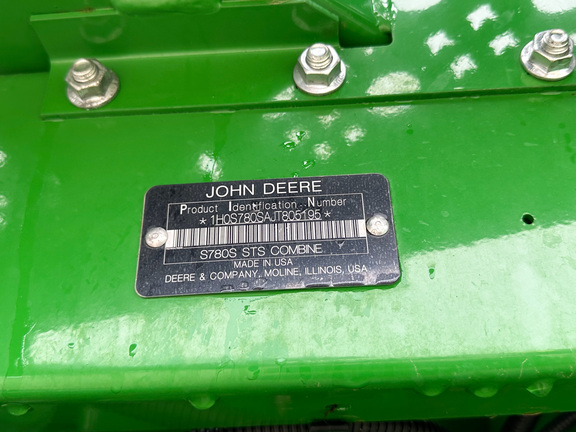 JOHN DEERE
Product Identification Number
*1H0S780SAJT805195*
S780S STS COMBINE
MADE IN USA
DEERE & COMPANY, MOLINE, ILLINOIS, USA